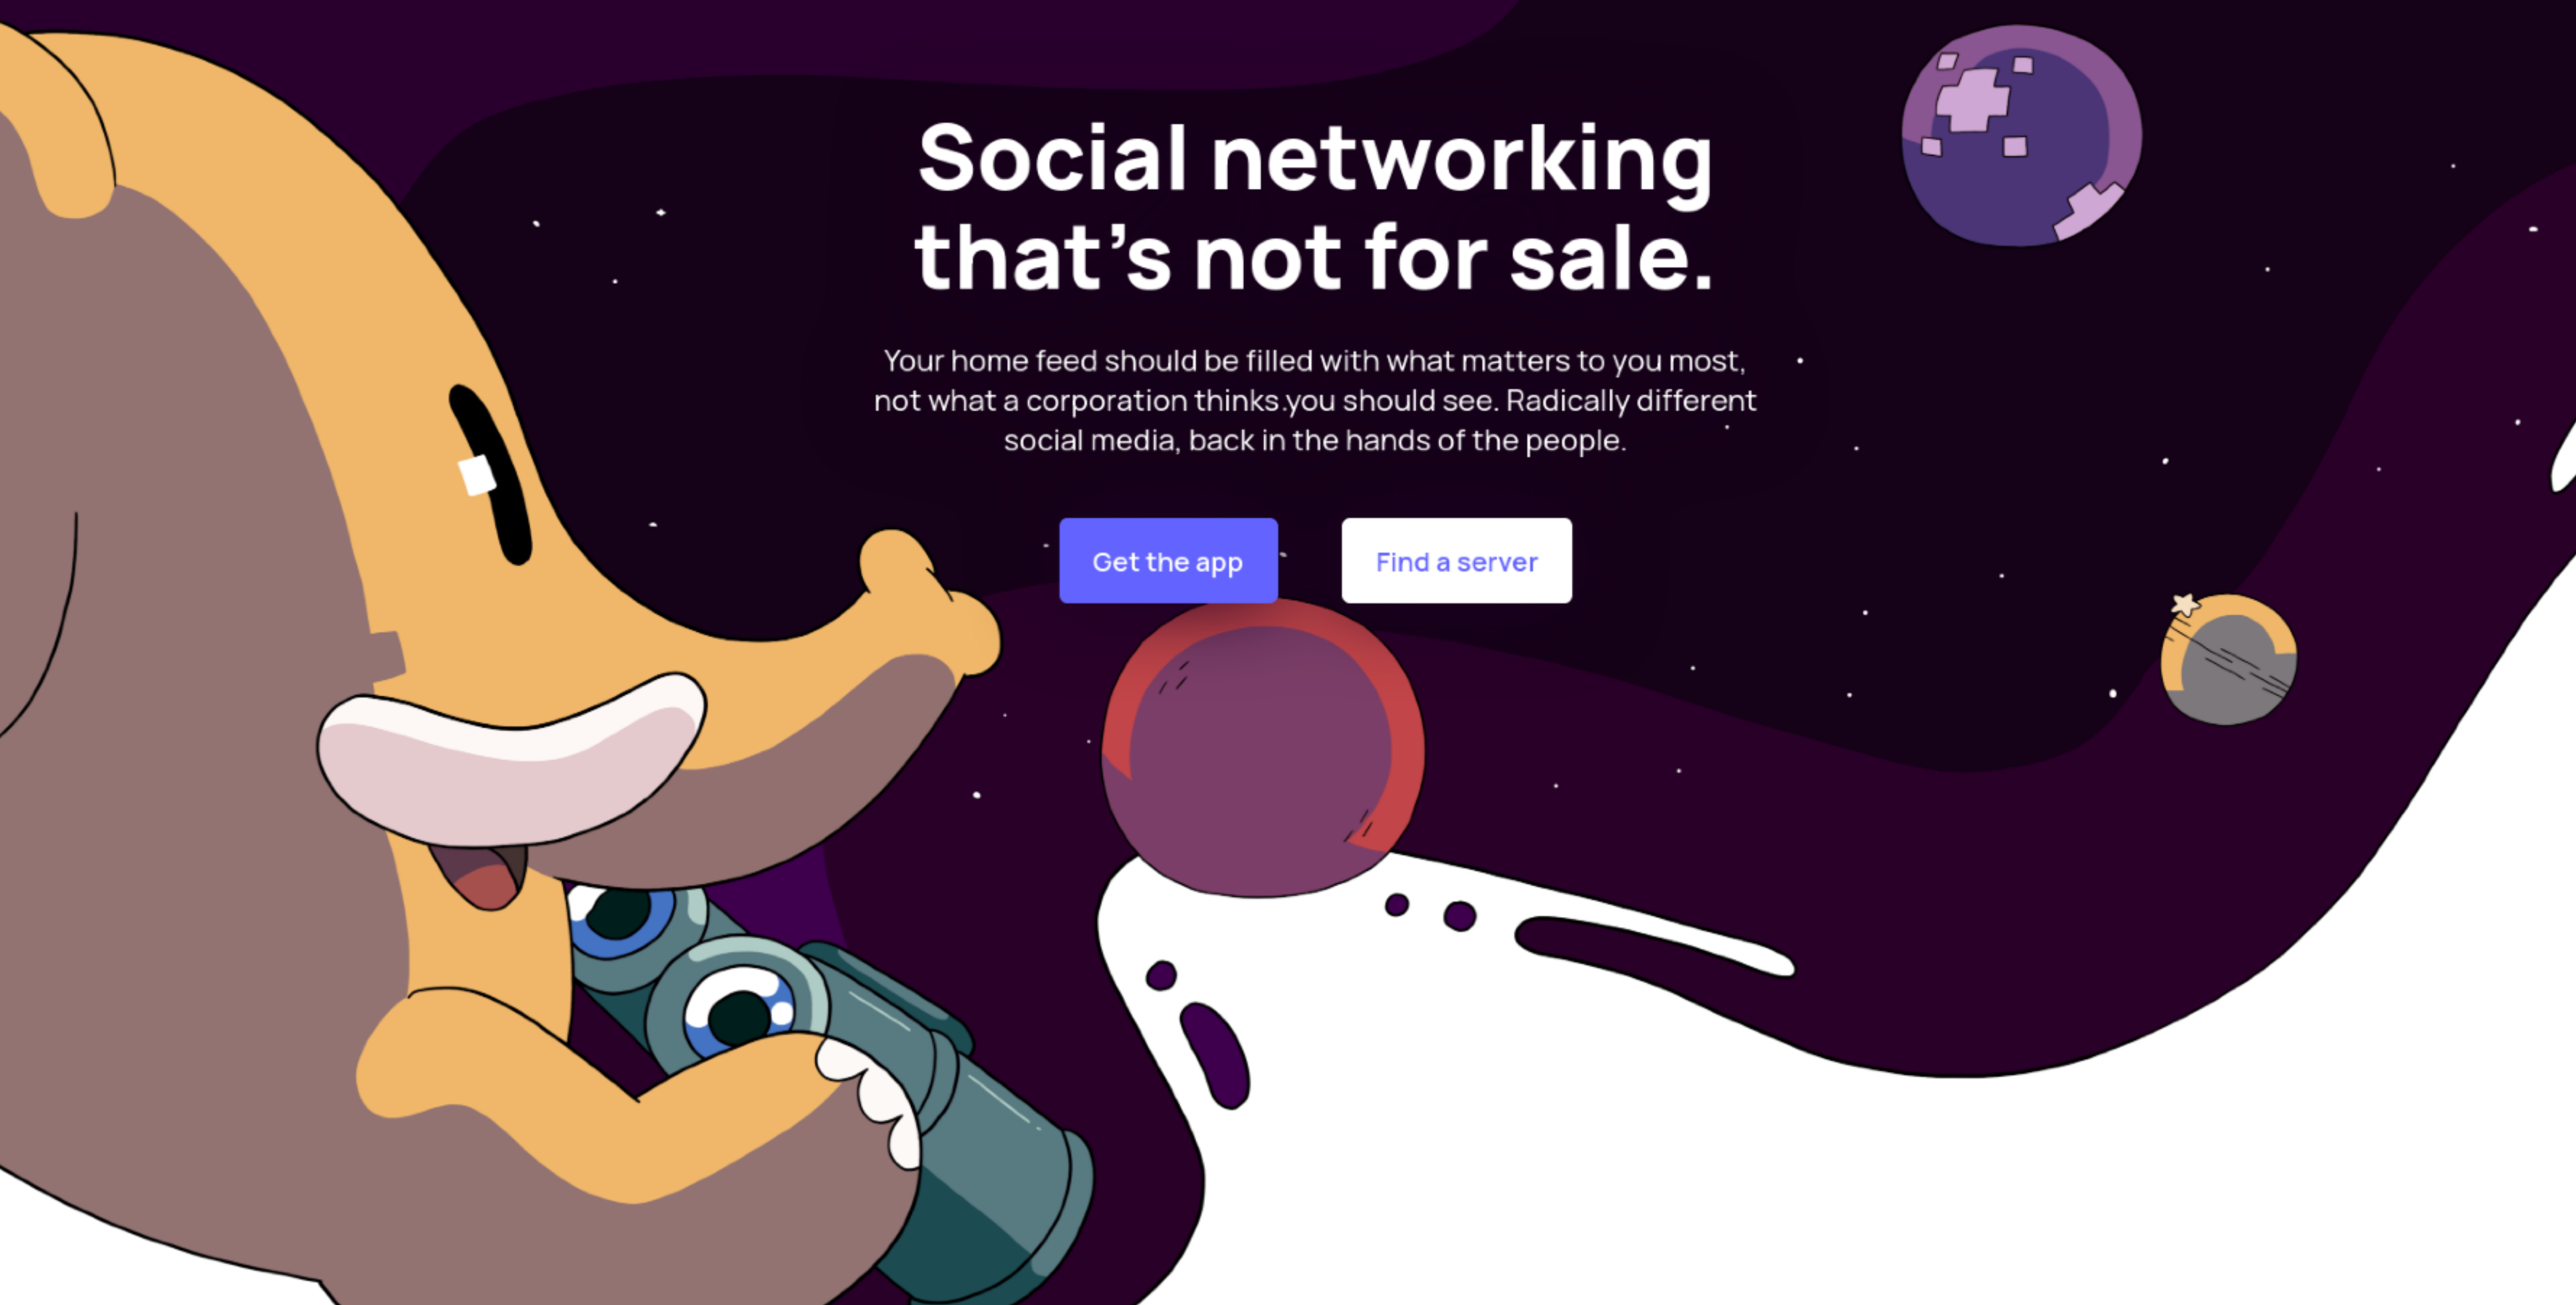 Social networking
that’s not for sale.
Your home feed should be filled with what matters to you most,
not what a corporation thinks you should see. Radically different
social media, back in the hands of the people.
Get the app
Find a server